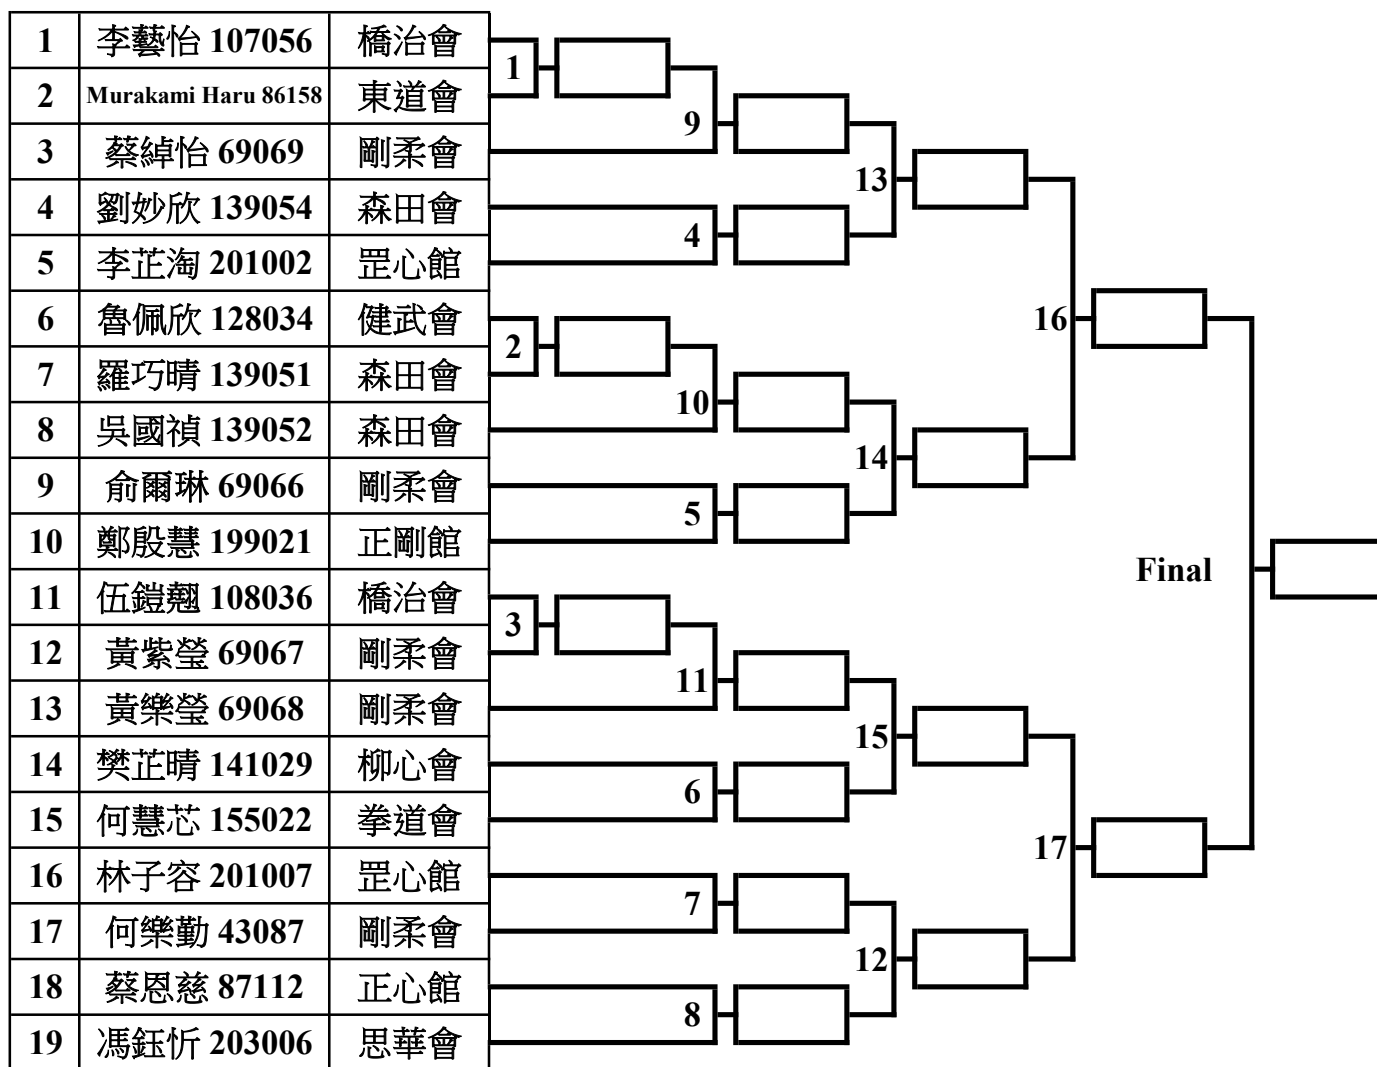 1 李藝怡 107056 橋治會
2 Murakami Haru 86158 東道會
3 蔡綽怡 69069 剛柔會
4 劉妙欣 139054 森田會
5 李芷淘 201002 罡心館
6 魯佩欣 128034 健武會
7 羅巧晴 139051 森田會
8 吳國禎 139052 森田會
9 俞爾琳 69066 剛柔會
10 鄭殷慧 199021 正剛館
11 伍鎧翹 108036 橋治會
12 黃紫瑩 69067 剛柔會
13 黃樂瑩 69068 剛柔會
14 樊芷晴 141029 柳心會
15 何慧芯 155022 拳道會
16 林子容 201007 罡心館
17 何樂勤 43087 剛柔會
18 蔡恩慈 87112 正心館
19 馮鈺忻 203006 思華會
1
2
3
9
4
10
5
11
6
7
8
13
14
15
12
16
17
Final